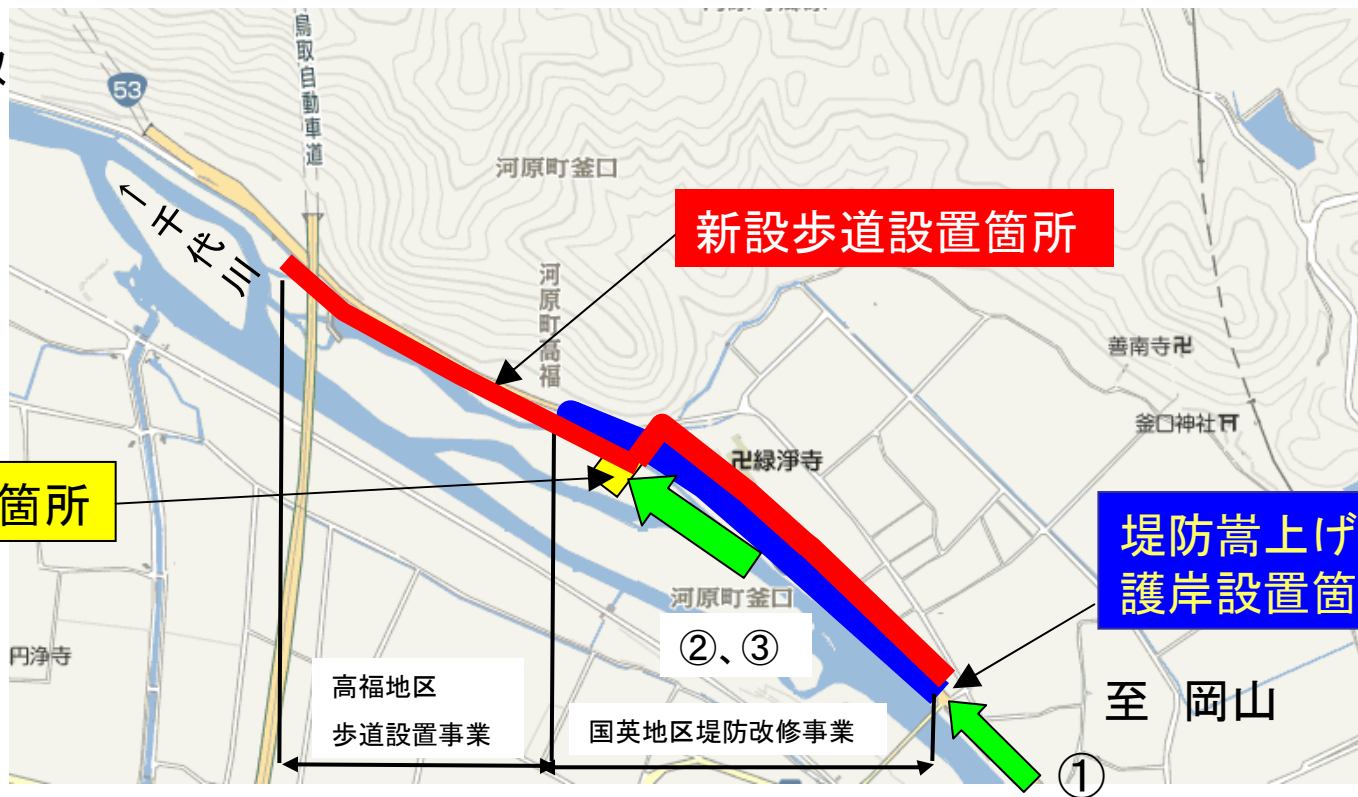 53
鳥取自動車道
河原町釜口
↑千代川
新設歩道設置箇所
河原町高福
善南寺卍
釜口神社
卍緑浄寺
箇所
堤防嵩上げ
護岸設置箇
河原町釜口
②、③
円浄寺
高福地区
歩道設置事業
国英地区堤防改修事業
至 岡山
①